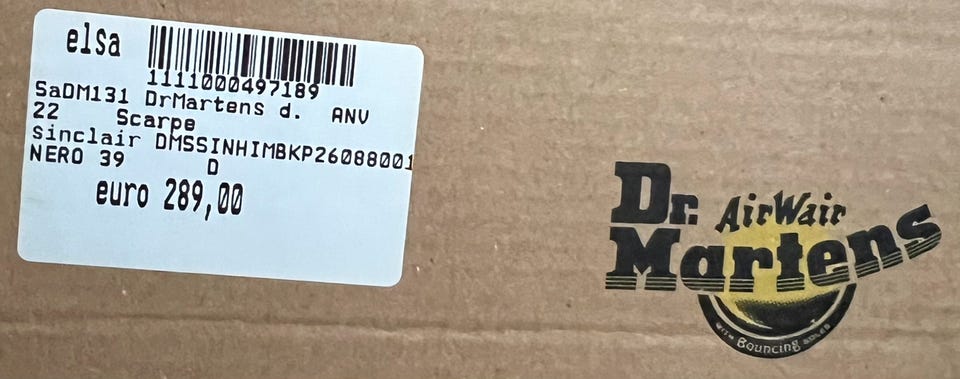 elsa
1111000497189
SaDM131 DrMartens d. ANV
22 Scarpe
sinclair DMSSINHIMBKP26088001
NERO 39 D
euro 289,00
Dr. AirWair
Martens
WITH Bouncing SOLES